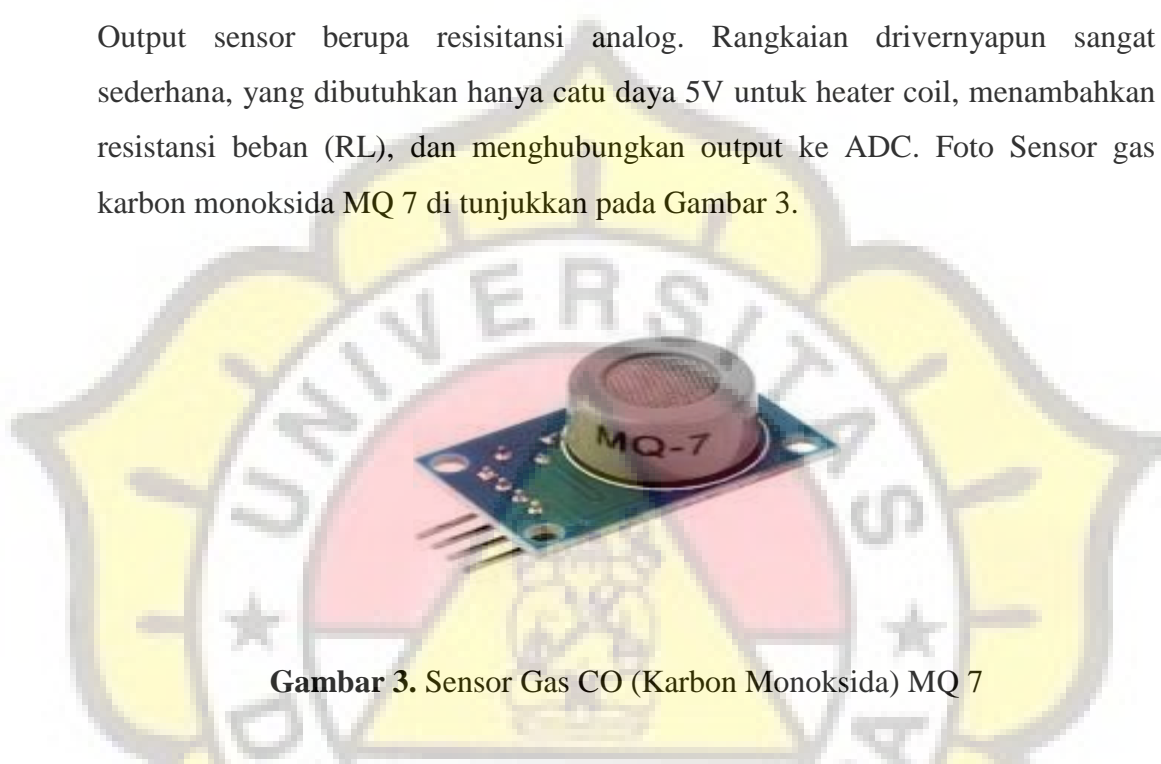 Output sensor berupa resisitansi analog. Rangkaian drivernyapun sangat
sederhana, yang dibutuhkan hanya catu daya 5V untuk heater coil, menambahkan
resistansi beban (RL), dan menghubungkan output ke ADC. Foto Sensor gas
karbon monoksida MQ 7 di tunjukkan pada Gambar 3.
UNIVERSITAS
MQ-7
Gambar 3. Sensor Gas CO (Karbon Monoksida) MQ 7